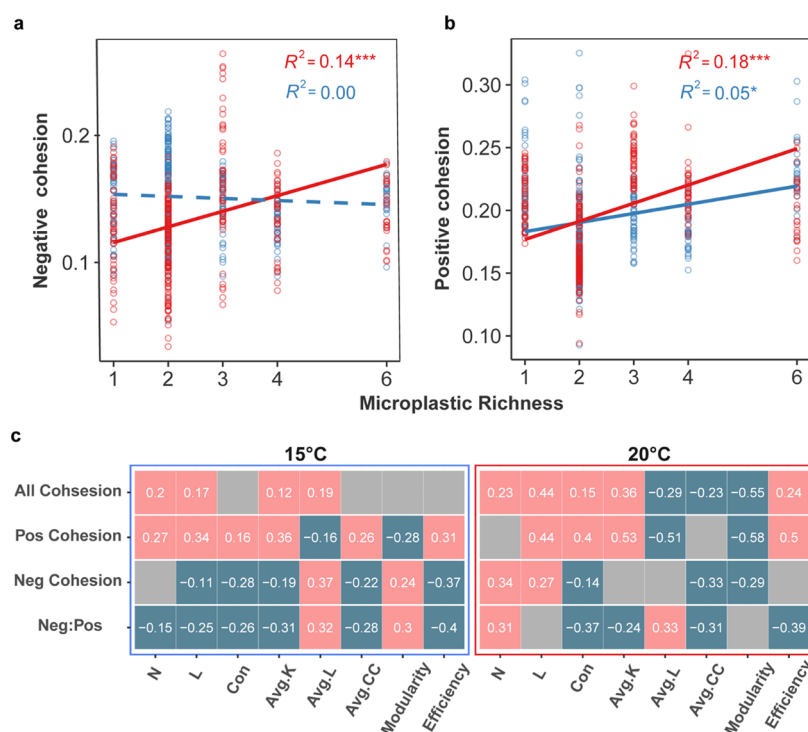 a
b
R² = 0.14***
R² = 0.00
R² = 0.18***
R² = 0.05*
Negative cohesion
0.2
0.1
Positive cohesion
0.30
0.25
0.20
0.15
0.10
1 2 3 4 6
1 2 3 4 6
Microplastic Richness
c
15°C 20°C
All Cohsesion 0.2 0.17 0.12 0.19 0.23 0.44 0.15 0.36 −0.29 −0.23 −0.55 0.24
Pos Cohesion 0.27 0.34 0.16 0.36 −0.16 0.26 −0.28 0.31 0.44 0.4 0.53 −0.51 −0.58 0.5
Neg Cohesion −0.11 −0.28 −0.19 0.37 −0.22 0.24 −0.37 0.34 0.27 −0.14 −0.33 −0.29
Neg:Pos −0.15 −0.25 −0.26 −0.31 0.32 −0.28 0.3 −0.4 0.31 −0.37 −0.24 0.33 −0.31 −0.39
N L Con Avg.K Avg.L Avg.CC Modularity Efficiency N L Con Avg.K Avg.L Avg.CC Modularity Efficiency